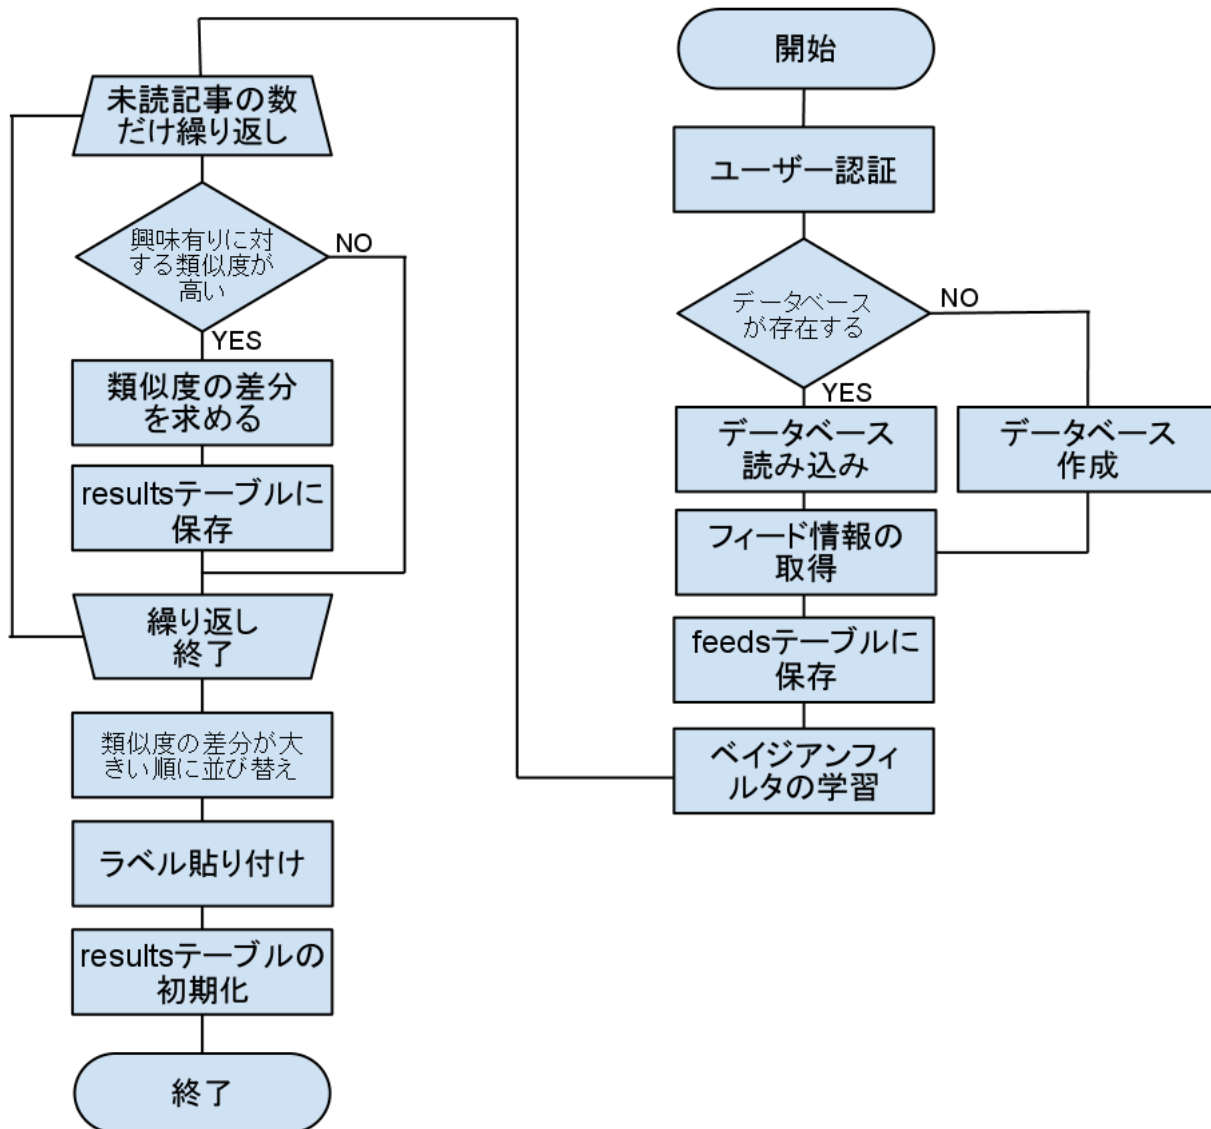 開始
ユーザー認証
データベース
が存在する
NO
YES
データベース
読み込み
データベース
作成
フィード情報の
取得
feedsテーブルに
保存
ベイジアンフィ
ルタの学習
未読記事の数
だけ繰り返し
興味有りに対
する類似度が
高い
NO
YES
類似度の差分
を求める
resultsテーブルに
保存
繰り返し
終了
類似度の差分が大
きい順に並び替え
ラベル貼り付け
resultsテーブルの
初期化
終了